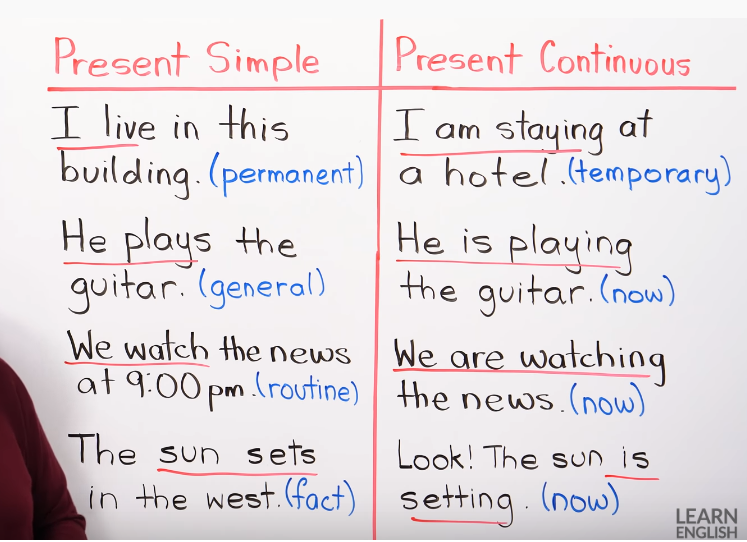 Present Simple
I live in this
building. (permanent)
He plays the
guitar. (general)
We watch the news
at 9:00 pm. (routine)
The sun sets
in the west. (fact)
Present Continuous
I am staying at
a hotel. (temporary)
He is playing
the guitar. (now)
We are watching
the news. (now)
Look! The sun is
setting. (now)
LEARN
ENGLISH